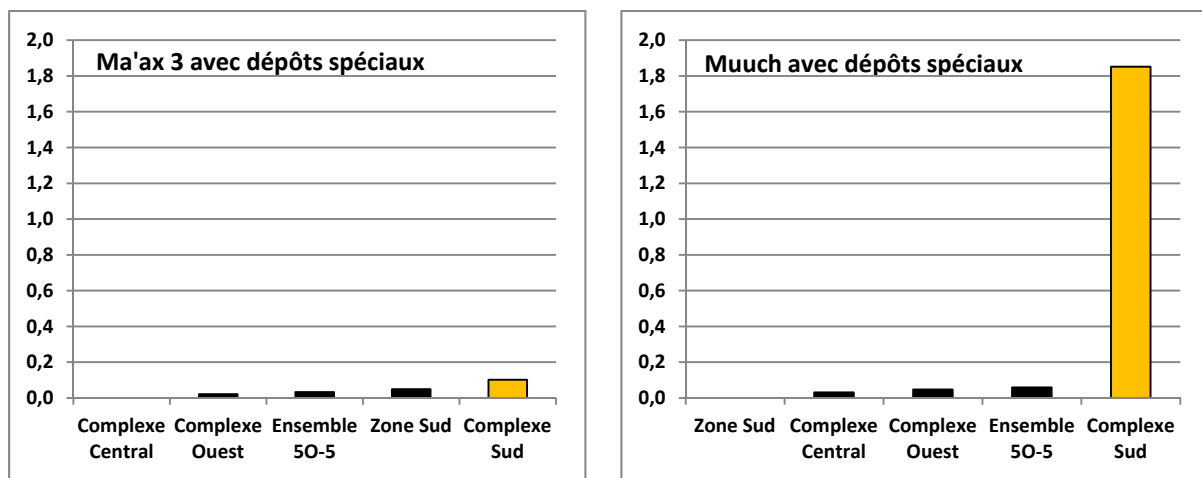 Ma'ax 3 avec dépôts spéciaux
2,0
1,8
1,6
1,4
1,2
1,0
0,8
0,6
0,4
0,2
0,0
Complexe Central
Complexe Ouest
Ensemble 5O-5
Zone Sud
Complexe Sud
Muuch avec dépôts spéciaux
2,0
1,8
1,6
1,4
1,2
1,0
0,8
0,6
0,4
0,2
0,0
Zone Sud
Complexe Central
Complexe Ouest
Ensemble 5O-5
Complexe Sud